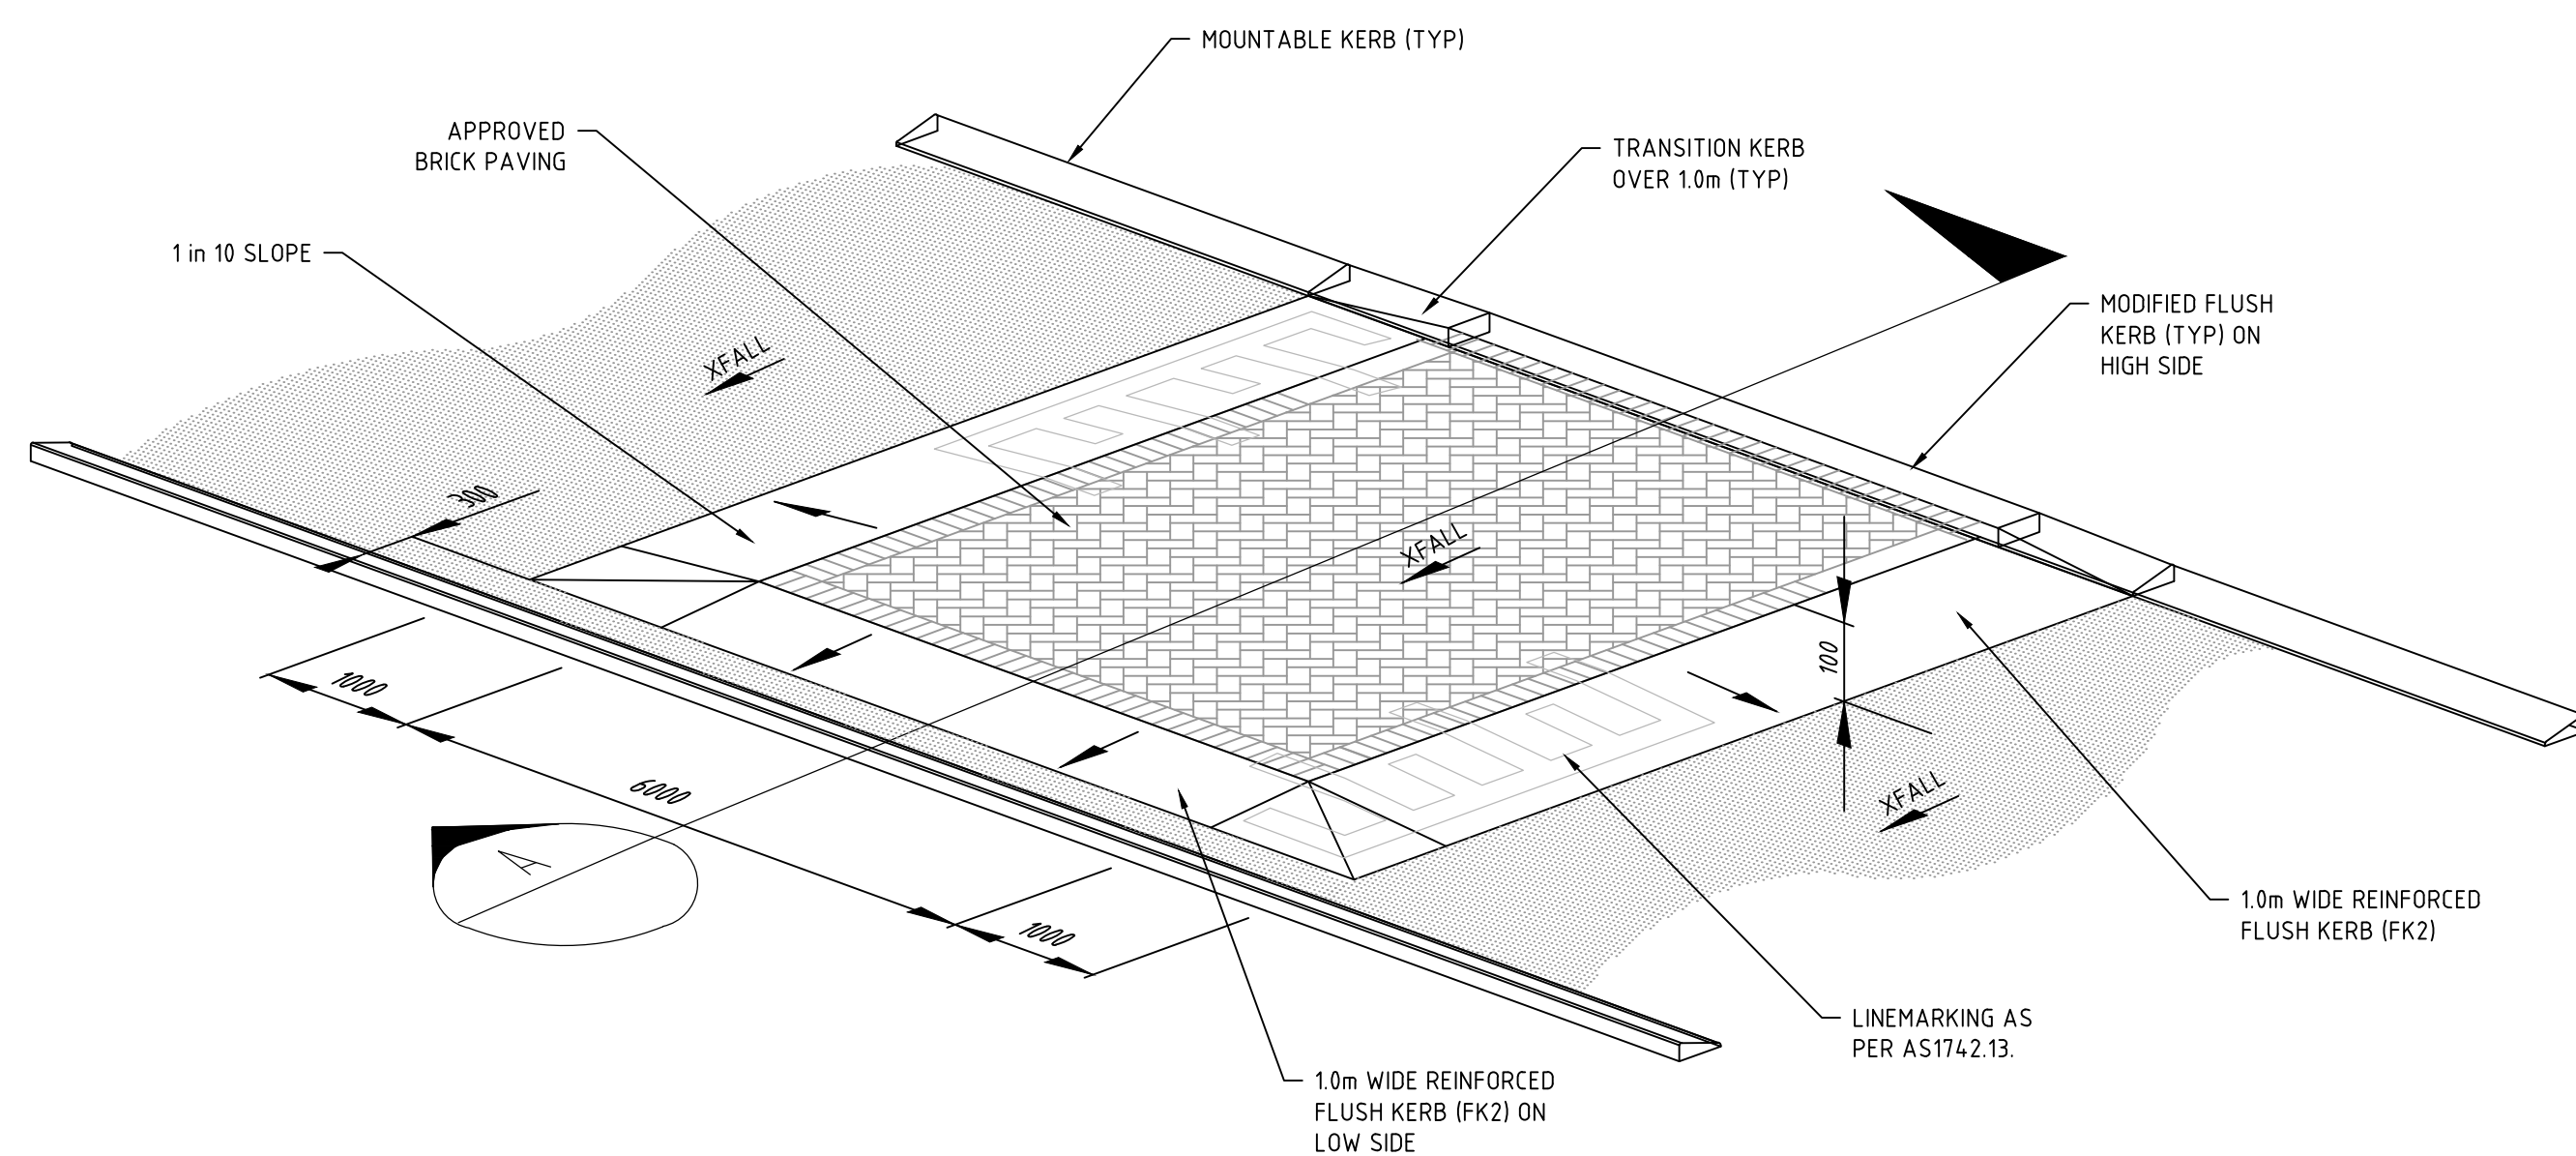 MOUNTABLE KERB (TYP)
APPROVED
BRICK PAVING
TRANSITION KERB
OVER 1.0m (TYP)
1 in 10 SLOPE
MODIFIED FLUSH
KERB (TYP) ON
HIGH SIDE
XFALL
300
XFALL
100
1000
6000
XFALL
A
1000
1.0m WIDE REINFORCED
FLUSH KERB (FK2)
LINEMARKING AS
PER AS1742.13.
1.0m WIDE REINFORCED
FLUSH KERB (FK2) ON
LOW SIDE